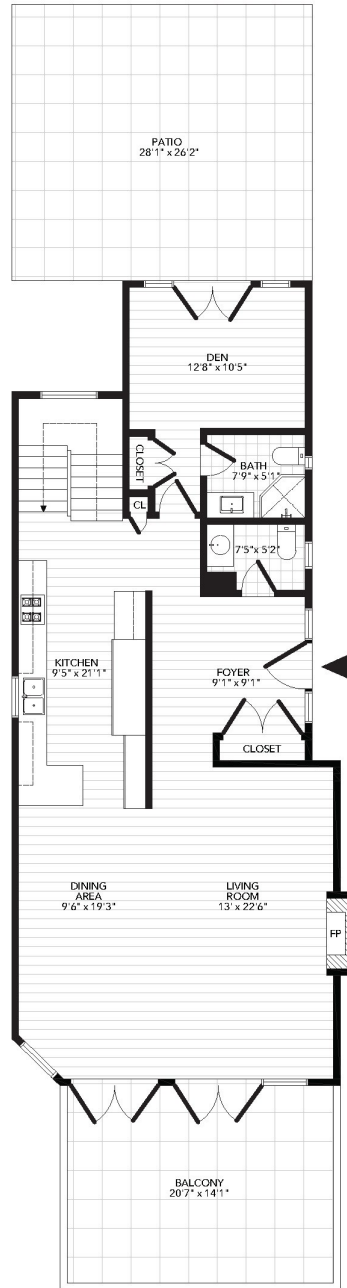 PATIO
28'1" x 26'2"
DEN
12'8" x 10'5"
CLOSET
BATH
7'9" x 5'1"
CL
7'5" x 5'2"
KITCHEN
9'5" x 21'1"
FOYER
9'1" x 9'1"
CLOSET
DINING
AREA
9'6" x 19'3"
LIVING
ROOM
13' x 22'6"
FP
BALCONY
20'7" x 14'1"